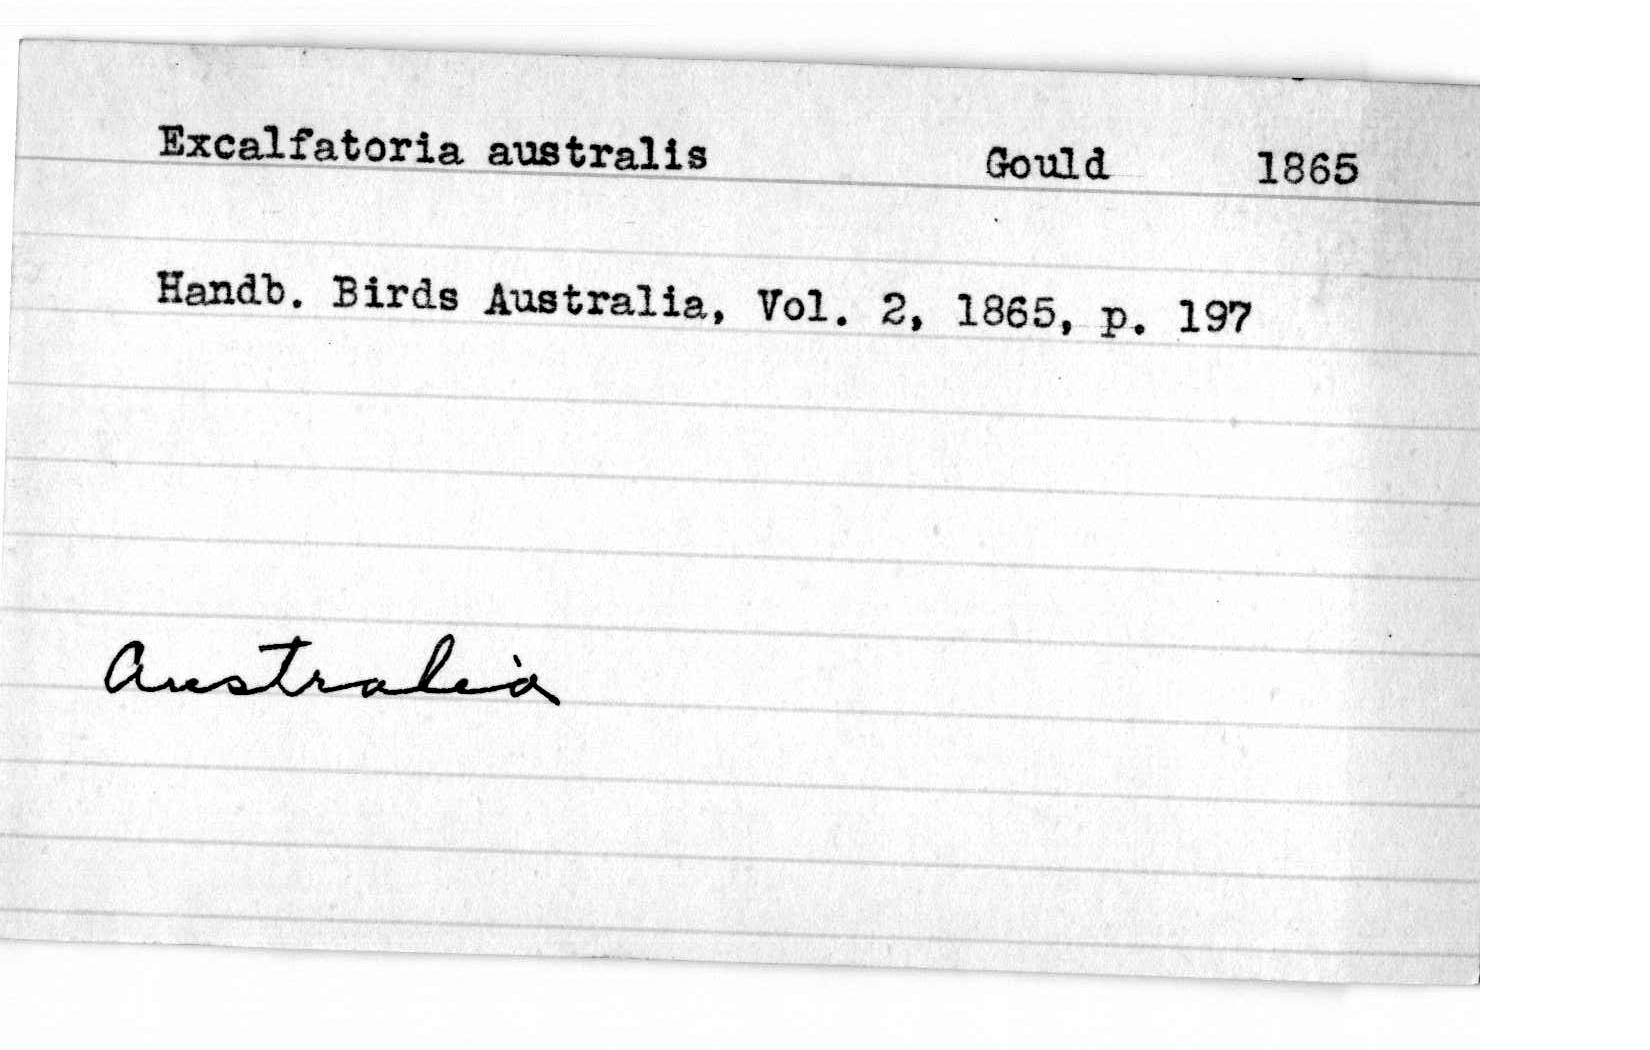 Excalfatoria australis Gould 1865
Handb. Birds Australia, Vol. 2, 1865, p. 197
Australia